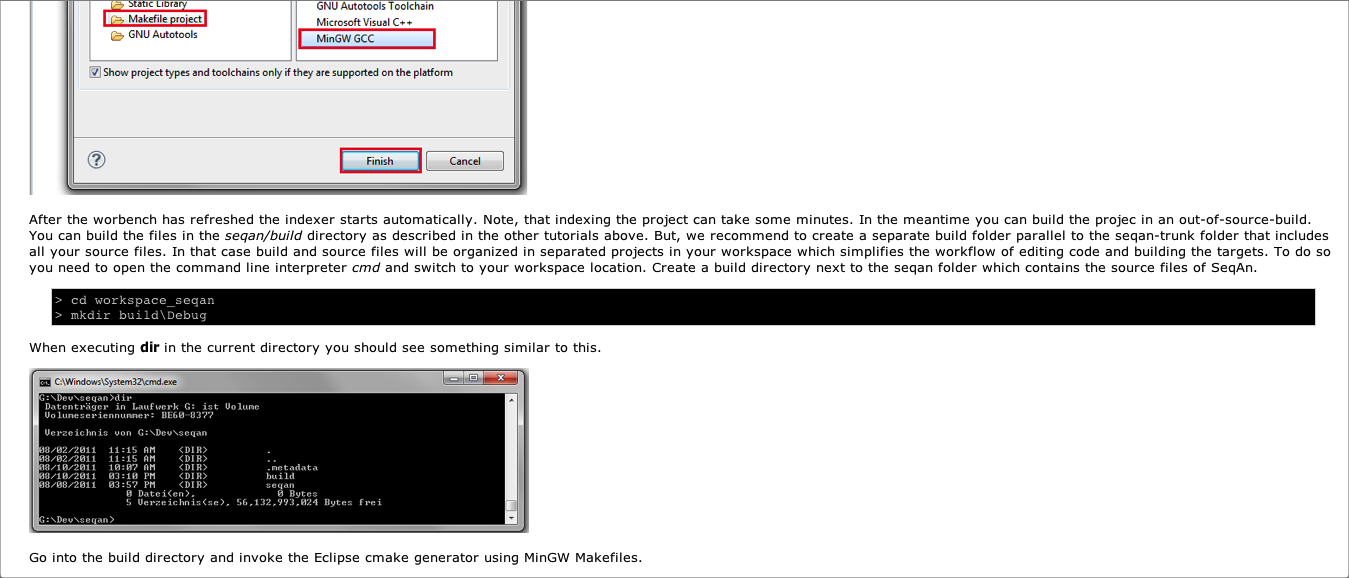 Static Library
Makefile project
GNU Autotools
GNU Autotools Toolchain
Microsoft Visual C++
MinGW GCC
Show project types and toolchains only if they are supported on the platform
?
Finish
Cancel
After the worbench has refreshed the indexer starts automatically. Note, that indexing the project can take some minutes. In the meantime you can build the projec in an out-of-source-build.
You can build the files in the seqan/build directory as described in the other tutorials above. But, we recommend to create a separate build folder parallel to the seqan-trunk folder that includes
all your source files. In that case build and source files will be organized in separated projects in your workspace which simplifies the workflow of editing code and building the targets. To do so
you need to open the command line interpreter cmd and switch to your workspace location. Create a build directory next to the seqan folder which contains the source files of SeqAn.
> cd workspace_seqan
> mkdir build\Debug
When executing dir in the current directory you should see something similar to this.
C:\Windows\System32\cmd.exe
G:\Dev\seqan>dir
Datenträger in Laufwerk G: ist Volume
Volumeseriennummer: BE60-8377
Verzeichnis von G:\Dev\seqan
08/02/2011 11:15 AM <DIR> .
08/02/2011 11:15 AM <DIR> ..
08/10/2011 10:07 AM <DIR> .metadata
08/10/2011 03:10 PM <DIR> build
08/08/2011 03:57 PM <DIR> seqan
0 Datei(en), 0 Bytes
5 Verzeichnis(se), 56,132,993,024 Bytes frei
G:\Dev\seqan>
Go into the build directory and invoke the Eclipse cmake generator using MinGW Makefiles.